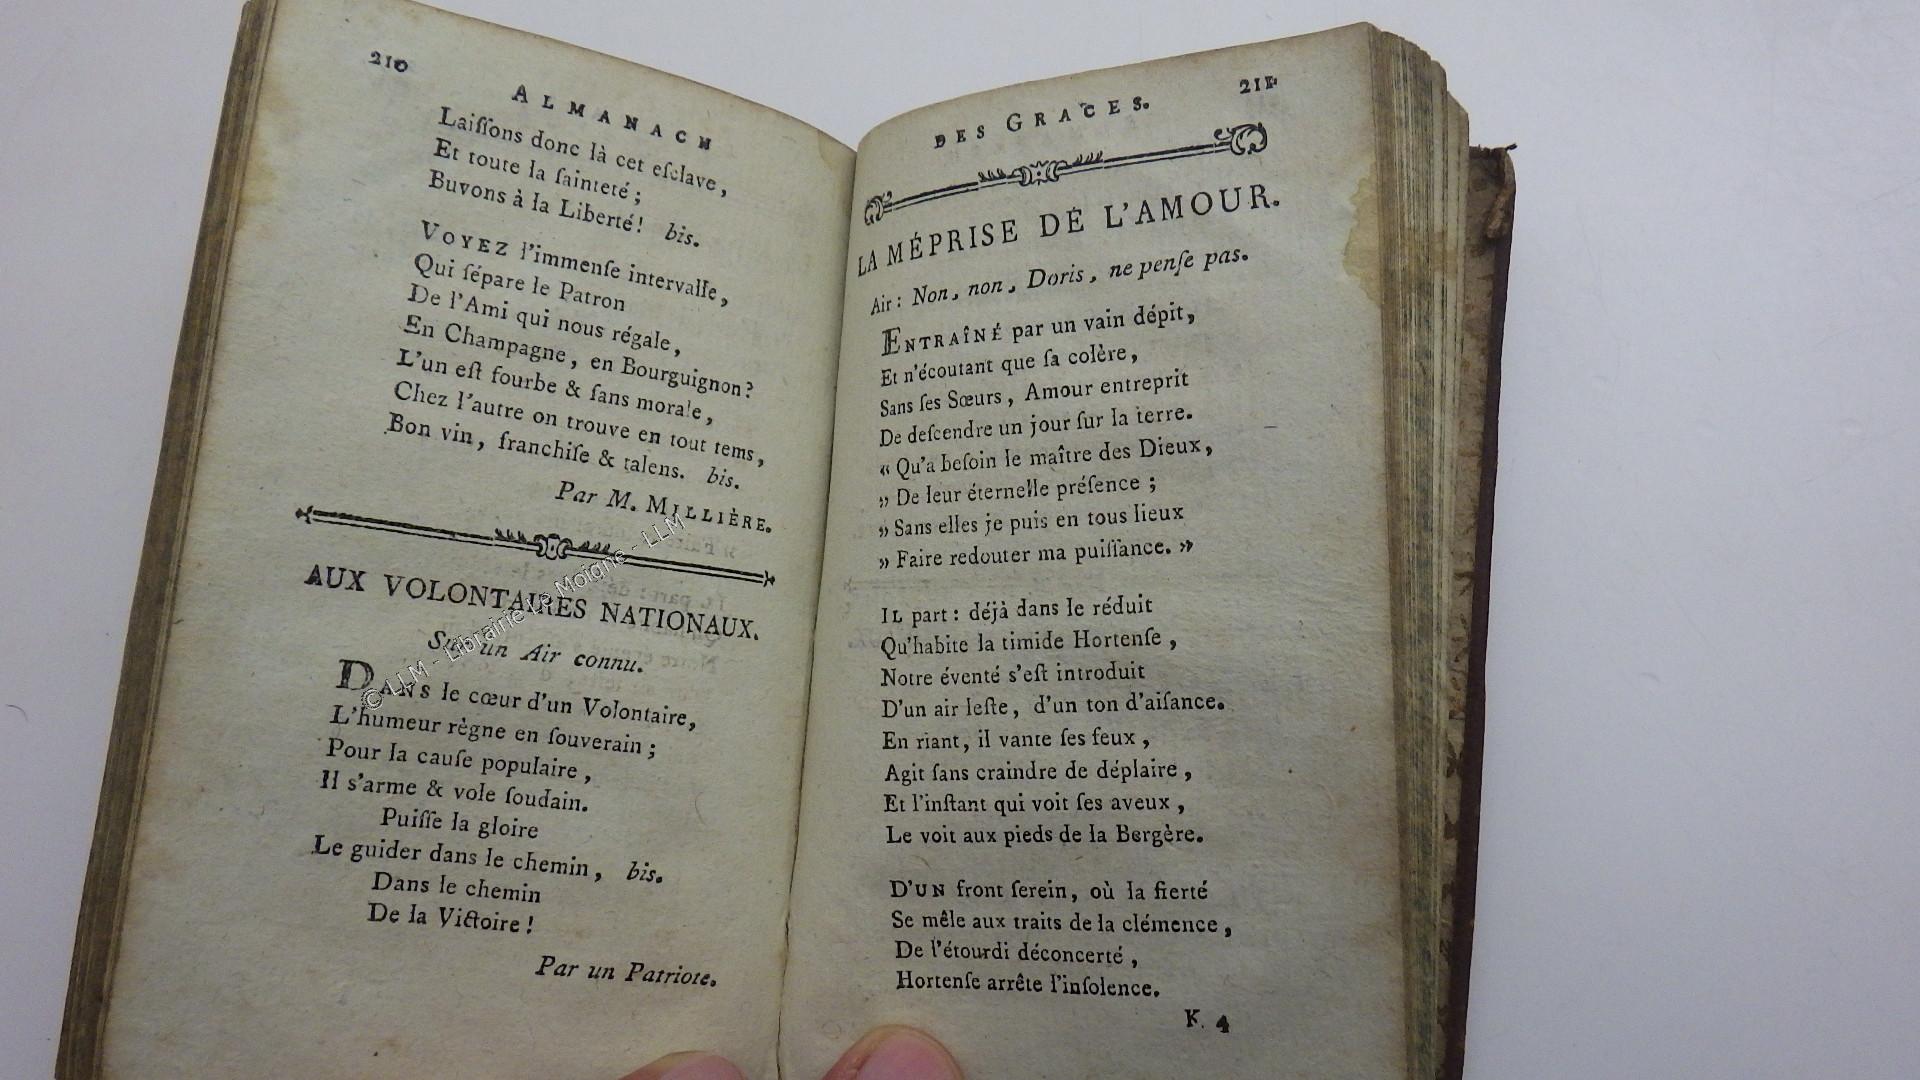 210
ALMANACH
Laiſſons donc là cet eſclave,
Et toute la ſainteté ;
Buvons à la Liberté ! bis.
VOYEZ l'immenſe intervalle,
Qui ſépare le Patron
De l'Ami qui nous régale,
En Champagne, en Bourguignon ?
L'un eſt fourbe & ſans morale,
Chez l'autre on trouve en tout tems,
Bon vin, franchiſe & talens. bis.
Par M. MILLIÈRE.
AUX VOLONTAIRES NATIONAUX.
Sur un Air connu.
DANS le cœur d'un Volontaire,
L'humeur règne en ſouverain ;
Pour la cauſe populaire,
Il s'arme & vole ſoudain.
Puiſſe la gloire
Le guider dans le chemin, bis.
Dans le chemin
De la Victoire !
Par un Patriote.
© LLM - Librairie Le Moigne - LLM
DES GRACES. 211
LA MÉPRISE DE L'AMOUR.
Air : Non, non, Doris, ne penſe pas.
ENTRAÎNÉ par un vain dépit,
Et n'écoutant que ſa colère,
Sans ſes Sœurs, Amour entreprit
De deſcendre un jour ſur la terre.
« Qu'a beſoin le maître des Dieux,
» De leur éternelle préſence ;
» Sans elles je puis en tous lieux
» Faire redouter ma puiſſance. »
IL part : déjà dans le réduit
Qu'habite la timide Hortenſe,
Notre éventé s'eſt introduit
D'un air leſte, d'un ton d'aiſance.
En riant, il vante ſes feux,
Agit ſans craindre de déplaire,
Et l'inſtant qui voit ſes aveux,
Le voit aux pieds de la Bergère.
D'UN front ſerein, où la fierté
Se mêle aux traits de la clémence,
De l'étourdi déconcerté,
Hortenſe arrête l'inſolence.
K 4